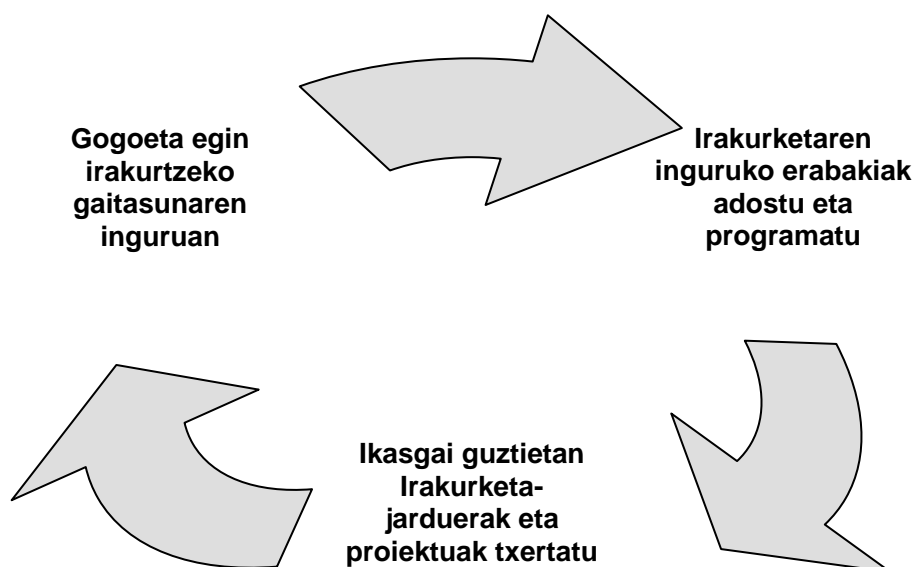 Gogoeta egin
irakurtzeko
gaitasunaren
inguruan
Irakurketaren
inguruko erabakiak
adostu eta
programatu
Ikasgai guztietan
Irakurketa-
jarduerak eta
proiektuak txertatu